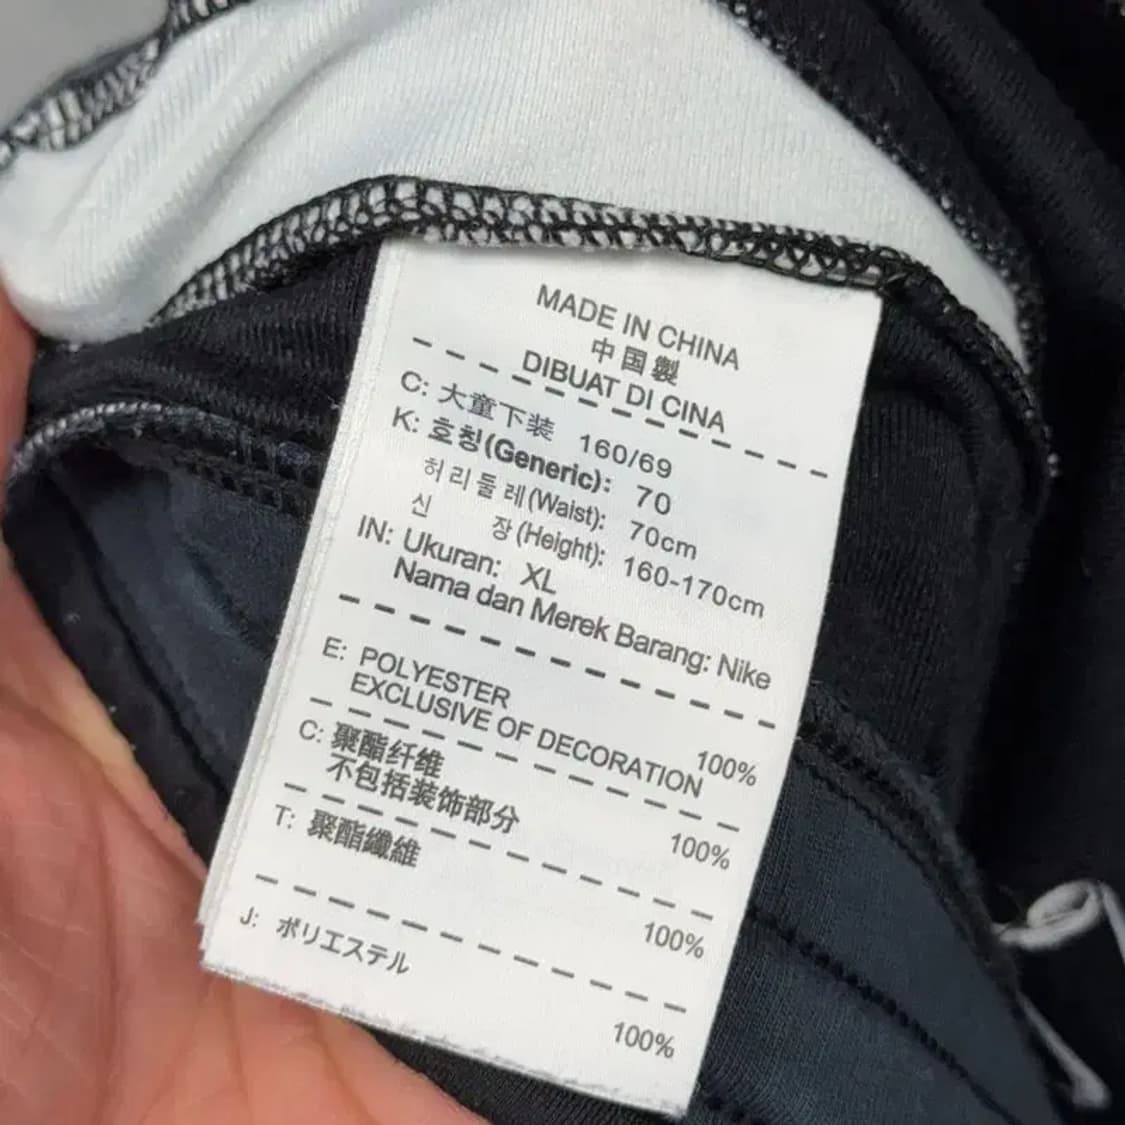 MADE IN CHINA
中国製
DIBUAT DI CINA
C: 大童下装 160/69
K: 호칭(Generic): 70
허리둘레(Waist): 70cm
신 장(Height): 160-170cm
IN: Ukuran: XL
Nama dan Merek Barang: Nike
E: POLYESTER 100%
EXCLUSIVE OF DECORATION
C: 聚酯纤维 100%
不包括装饰部分
T: 聚酯纖維 100%
J: ポリエステル 100%